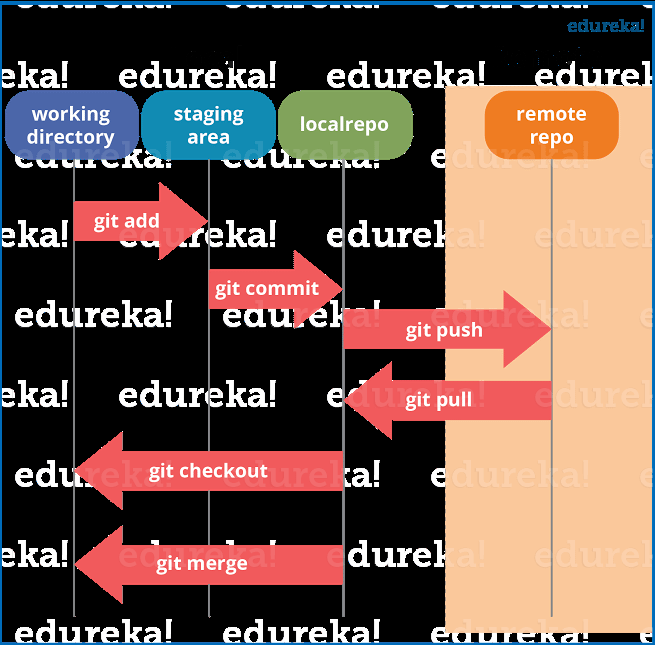 edureka!
working
directory
staging
area
localrepo
remote
repo
git add
git commit
git push
git pull
git checkout
git merge